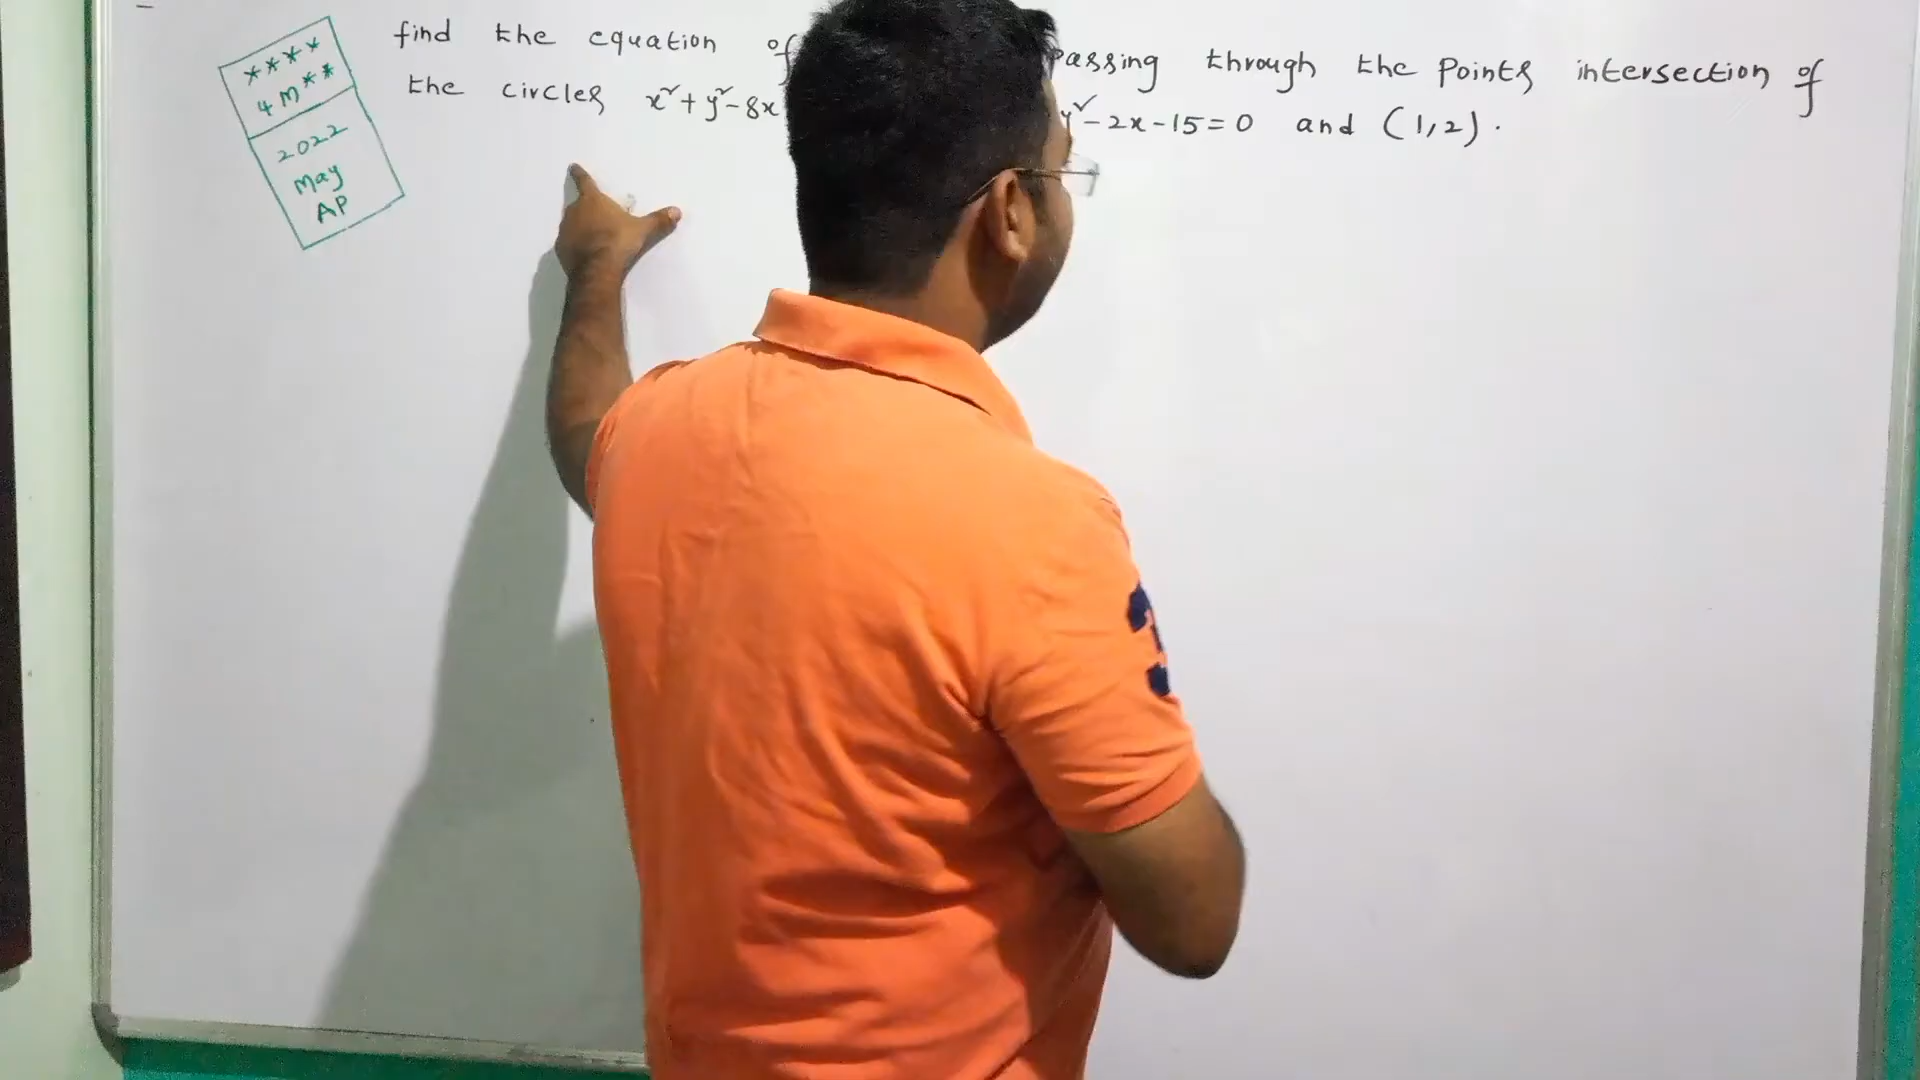 find the equation of passing through the points intersection of
the circles x²+y²-8x y²-2x-15=0 and (1,2).
****
4M**
2022
May
AP
3